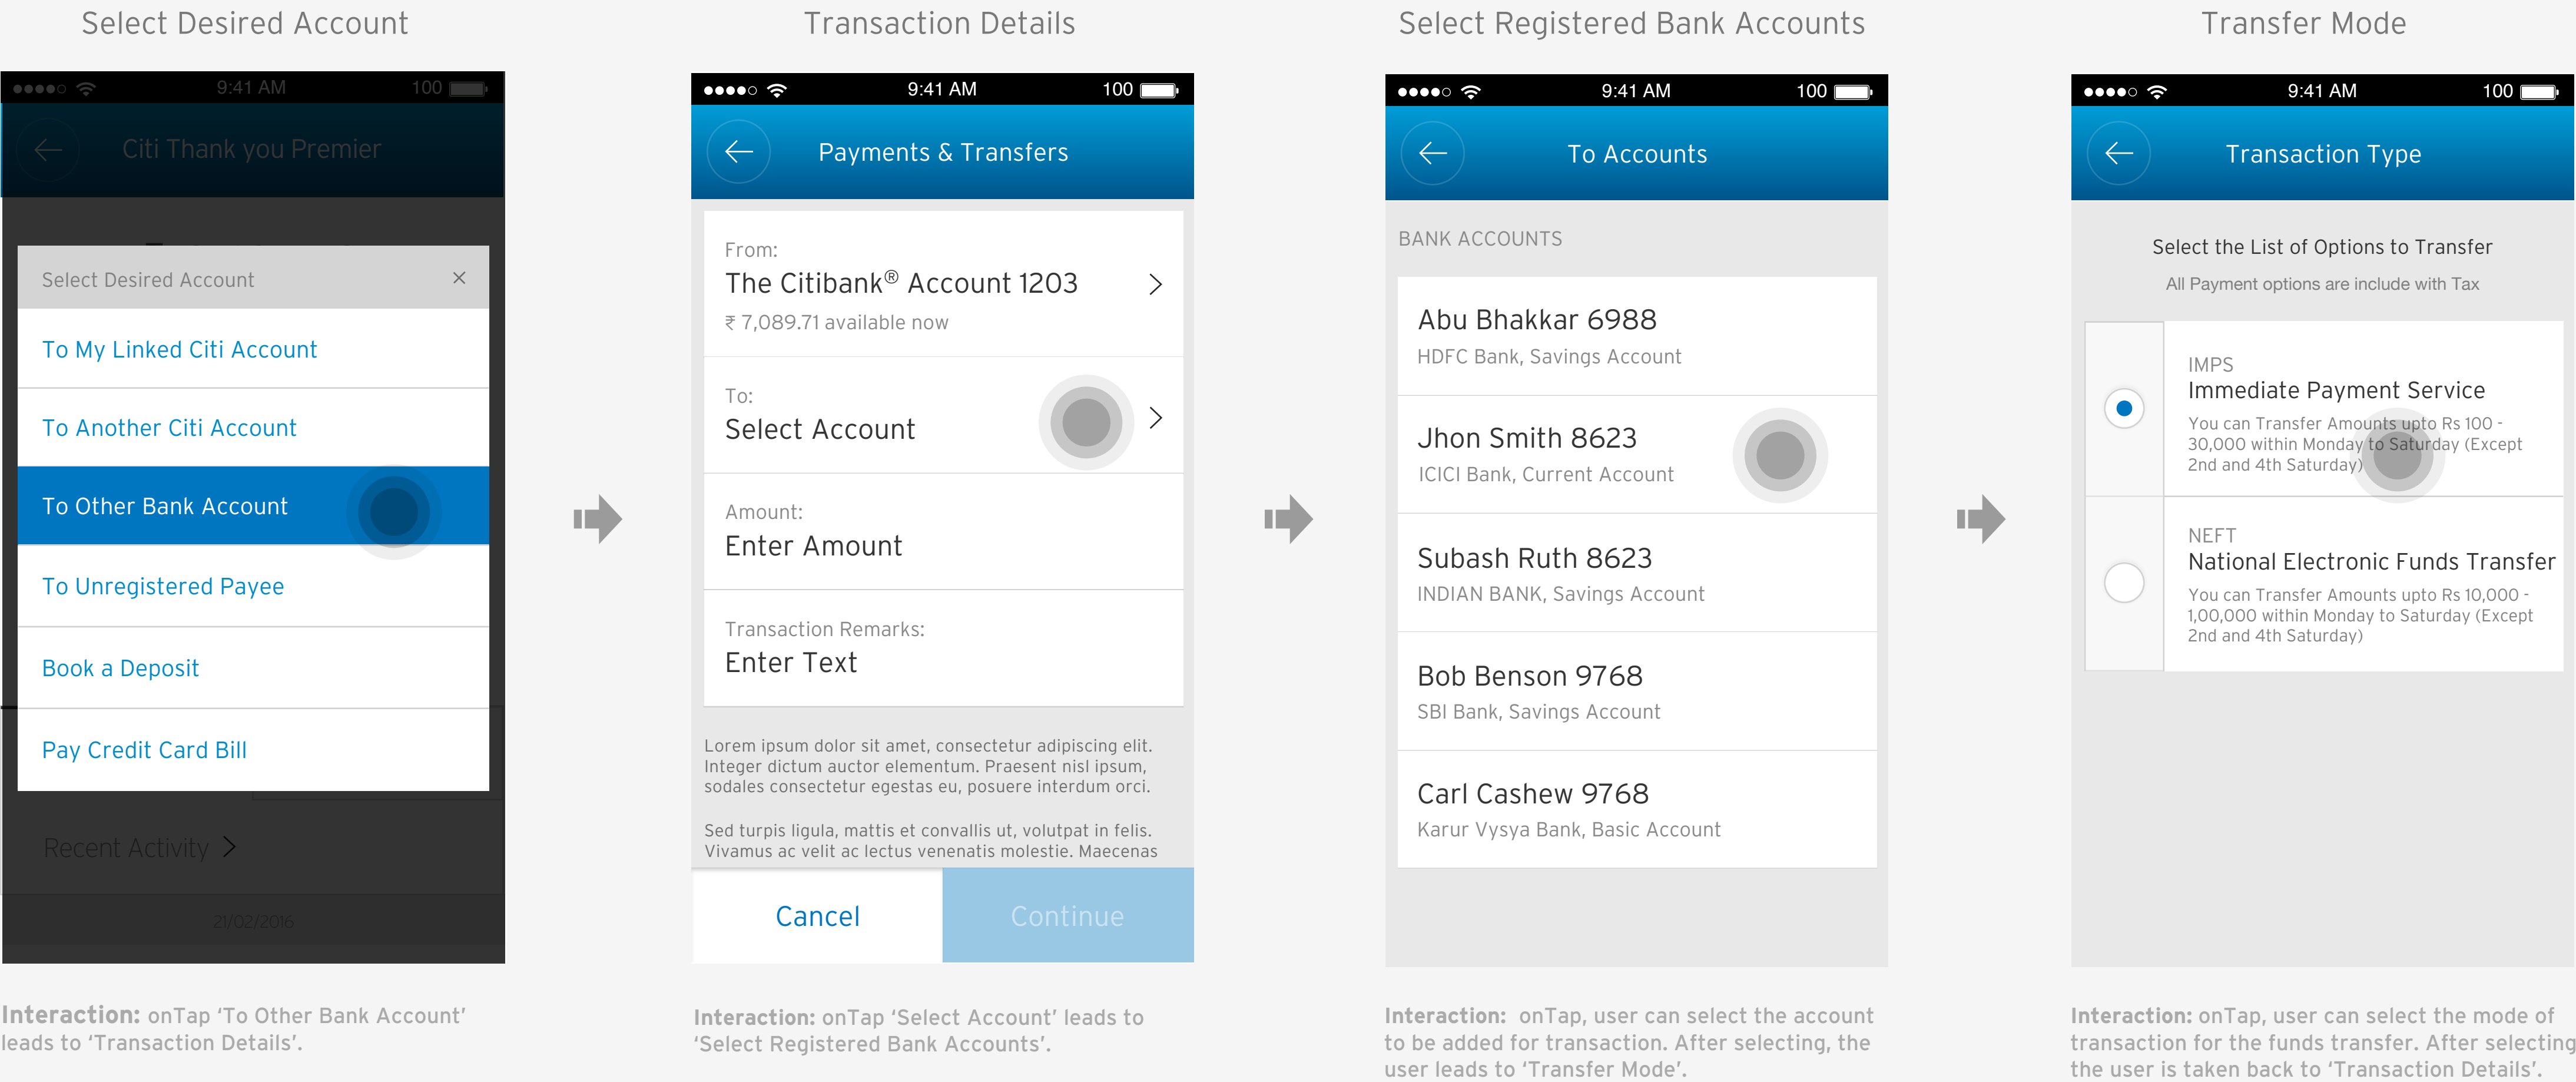 Select Desired Account
9:41 AM
100
Citi Thank you Premier
Select Desired Account
To My Linked Citi Account
To Another Citi Account
To Other Bank Account
To Unregistered Payee
Book a Deposit
Pay Credit Card Bill
Recent Activity
21/02/2016
Interaction: onTap ‘To Other Bank Account’
leads to ‘Transaction Details’.
Transaction Details
9:41 AM
100
Payments & Transfers
From:
The Citibank® Account 1203
₹ 7,089.71 available now
To:
Select Account
Amount:
Enter Amount
Transaction Remarks:
Enter Text
Lorem ipsum dolor sit amet, consectetur adipiscing elit.
Integer dictum auctor elementum. Praesent nisl ipsum,
sodales consectetur egestas eu, posuere interdum orci.
Sed turpis ligula, mattis et convallis ut, volutpat in felis.
Vivamus ac velit ac lectus venenatis molestie. Maecenas
Cancel
Continue
Interaction: onTap ‘Select Account’ leads to
‘Select Registered Bank Accounts’.
Select Registered Bank Accounts
9:41 AM
100
To Accounts
BANK ACCOUNTS
Abu Bhakkar 6988
HDFC Bank, Savings Account
Jhon Smith 8623
ICICI Bank, Current Account
Subash Ruth 8623
INDIAN BANK, Savings Account
Bob Benson 9768
SBI Bank, Savings Account
Carl Cashew 9768
Karur Vysya Bank, Basic Account
Interaction: onTap, user can select the account
to be added for transaction. After selecting, the
user leads to ‘Transfer Mode’.
Transfer Mode
9:41 AM
100
Transaction Type
Select the List of Options to Transfer
All Payment options are include with Tax
IMPS
Immediate Payment Service
You can Transfer Amounts upto Rs 100 -
30,000 within Monday to Saturday (Except
2nd and 4th Saturday)
NEFT
National Electronic Funds Transfer
You can Transfer Amounts upto Rs 10,000 -
1,00,000 within Monday to Saturday (Except
2nd and 4th Saturday)
Interaction: onTap, user can select the mode of
transaction for the funds transfer. After selecting
the user is taken back to ‘Transaction Details’.